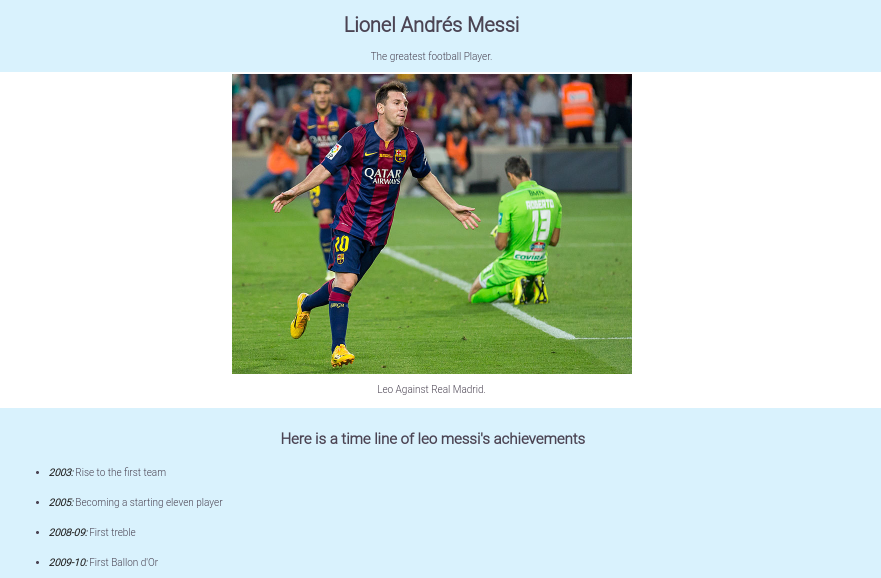 Lionel Andrés Messi
The greatest football Player.
QATAR
AIRWAYS
10
ROBERTO
13
COVIRAN
Leo Against Real Madrid.
Here is a time line of leo messi's achievements
2003: Rise to the first team
2005: Becoming a starting eleven player
2008-09: First treble
2009-10: First Ballon d'Or